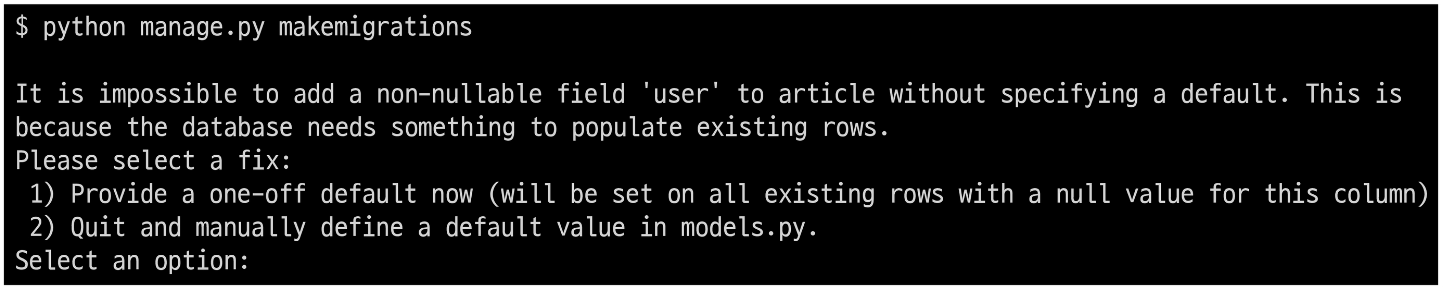 $ python manage.py makemigrations
It is impossible to add a non-nullable field 'user' to article without specifying a default. This is
because the database needs something to populate existing rows.
Please select a fix:
 1) Provide a one-off default now (will be set on all existing rows with a null value for this column)
 2) Quit and manually define a default value in models.py.
Select an option: